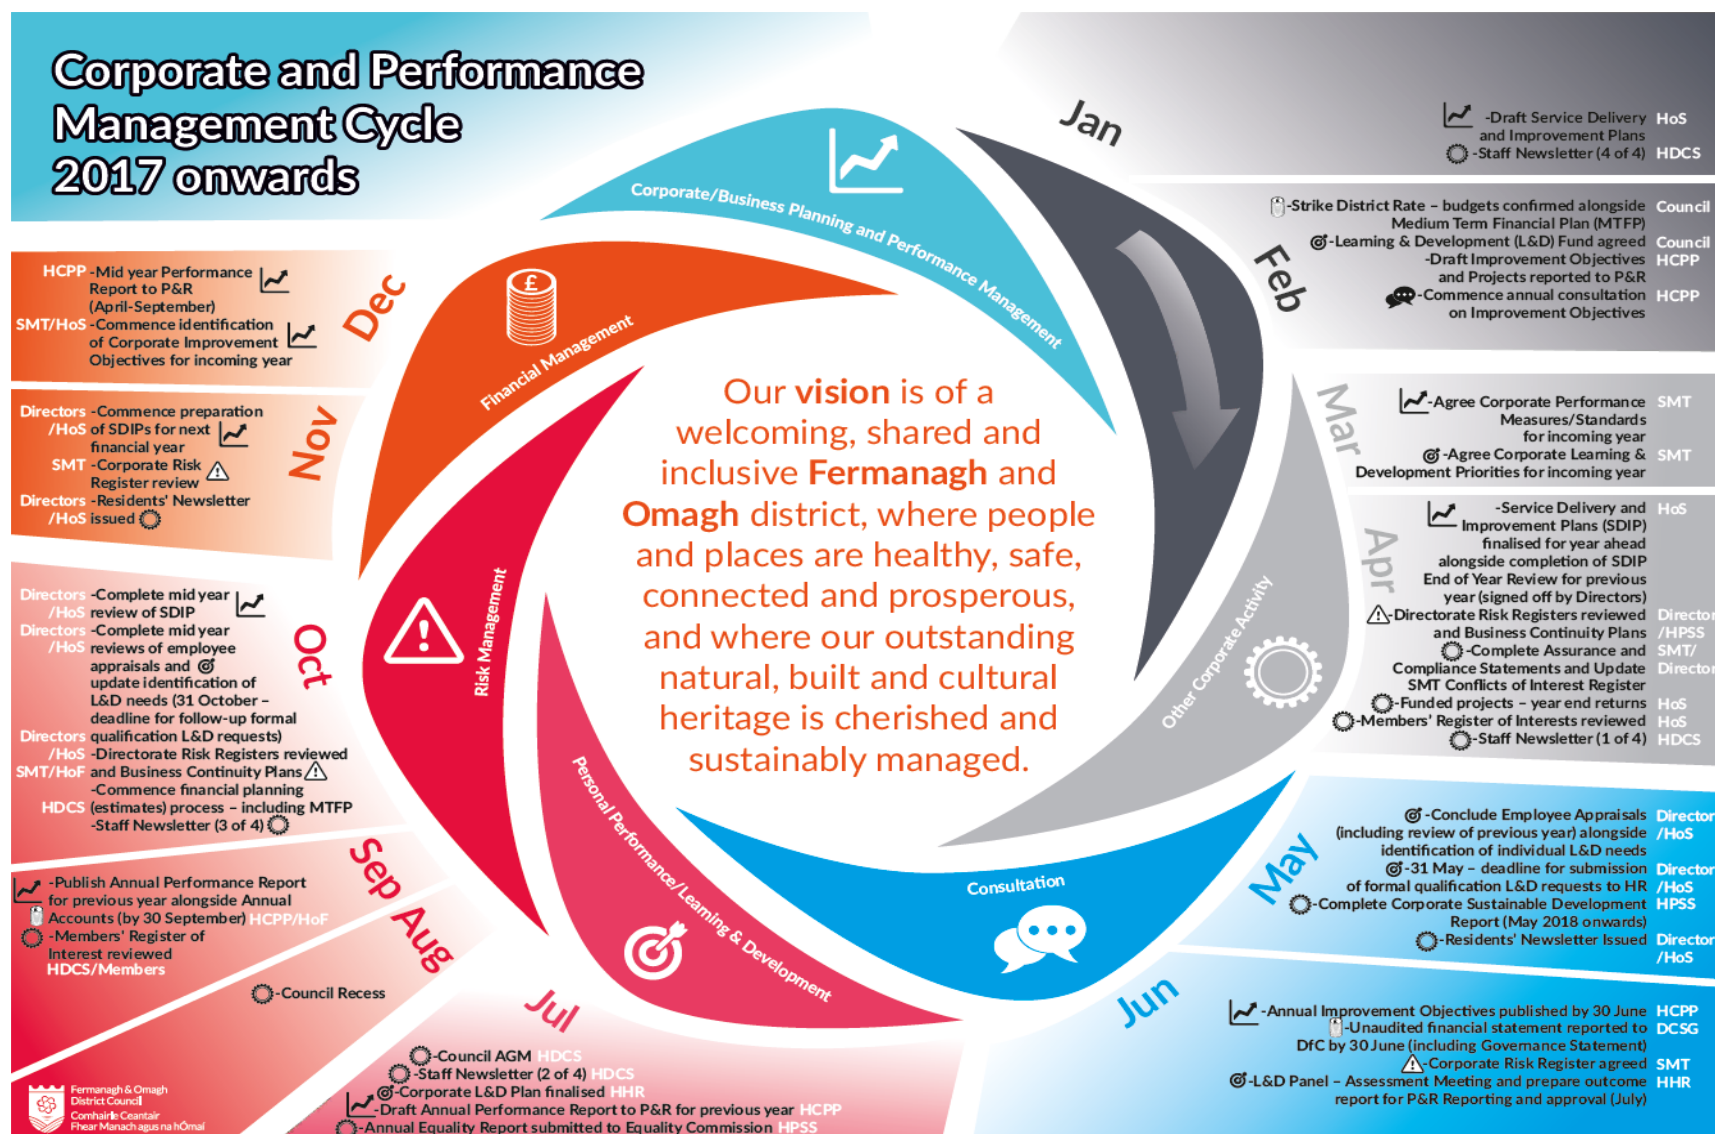 Corporate and Performance
Management Cycle
2017 onwards
Corporate/Business Planning and Performance Management
Financial Management
Risk Management
Personal Performance/Learning & Development
Consultation
Other Corporate Activity
Our vision is of a
welcoming, shared and
inclusive Fermanagh and
Omagh district, where people
and places are healthy, safe,
connected and prosperous,
and where our outstanding
natural, built and cultural
heritage is cherished and
sustainably managed.
Jan
-Draft Service Delivery HoS
and Improvement Plans
-Staff Newsletter (4 of 4) HDCS
Feb
-Strike District Rate – budgets confirmed alongside Council
Medium Term Financial Plan (MTFP)
-Learning & Development (L&D) Fund agreed Council
-Draft Improvement Objectives HCPP
and Projects reported to P&R
-Commence annual consultation HCPP
on Improvement Objectives
Mar
-Agree Corporate Performance SMT
Measures/Standards
for incoming year
-Agree Corporate Learning & SMT
Development Priorities for incoming year
Apr
-Service Delivery and HoS
Improvement Plans (SDIP)
finalised for year ahead
alongside completion of SDIP
End of Year Review for previous
year (signed off by Directors)
-Directorate Risk Registers reviewed Director
and Business Continuity Plans /HPSS
-Complete Assurance and SMT/
Compliance Statements and Update Director
SMT Conflicts of Interest Register
-Funded projects – year end returns HoS
-Members' Register of Interests reviewed HoS
-Staff Newsletter (1 of 4) HDCS
May
-Conclude Employee Appraisals Director
(including review of previous year) alongside /HoS
identification of individual L&D needs
-31 May – deadline for submission Director
of formal qualification L&D requests to HR /HoS
-Complete Corporate Sustainable Development HPSS
Report (May 2018 onwards)
-Residents' Newsletter Issued Director
/HoS
Jun
-Annual Improvement Objectives published by 30 June HCPP
-Unaudited financial statement reported to DCSG
DfC by 30 June (including Governance Statement)
-Corporate Risk Register agreed SMT
-L&D Panel – Assessment Meeting and prepare outcome HHR
report for P&R Reporting and approval (July)
Jul
-Council AGM HDCS
-Staff Newsletter (2 of 4) HDCS
-Corporate L&D Plan finalised HHR
-Draft Annual Performance Report to P&R for previous year HCPP
-Annual Equality Report submitted to Equality Commission HPSS
Aug
-Council Recess
Sep
-Publish Annual Performance Report
for previous year alongside Annual
Accounts (by 30 September) HCPP/HoF
-Members' Register of
Interest reviewed
HDCS/Members
Oct
Directors -Complete mid year
/HoS review of SDIP
Directors -Complete mid year
/HoS reviews of employee
appraisals and
update identification of
L&D needs (31 October –
deadline for follow-up formal
Directors qualification L&D requests)
/HoS -Directorate Risk Registers reviewed
SMT/HoF and Business Continuity Plans
-Commence financial planning
HDCS (estimates) process – including MTFP
-Staff Newsletter (3 of 4)
Nov
Directors -Commence preparation
/HoS of SDIPs for next
financial year
SMT -Corporate Risk
Register review
Directors -Residents' Newsletter
/HoS issued
Dec
HCPP -Mid year Performance
Report to P&R
(April-September)
SMT/HoS -Commence identification
of Corporate Improvement
Objectives for incoming year
Fermanagh & Omagh
District Council
Comhairle Ceantair
Fhear Manach agus na hÓmaí